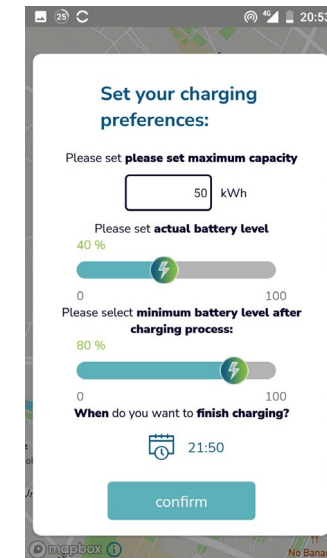 25 4G 20:53
Set your charging
preferences:
Please set please set maximum capacity
50 kWh
Please set actual battery level
40 %
0 100
Please select minimum battery level after
charging process:
80 %
0 100
When do you want to finish charging?
21:50
confirm
mapbox
No Banan